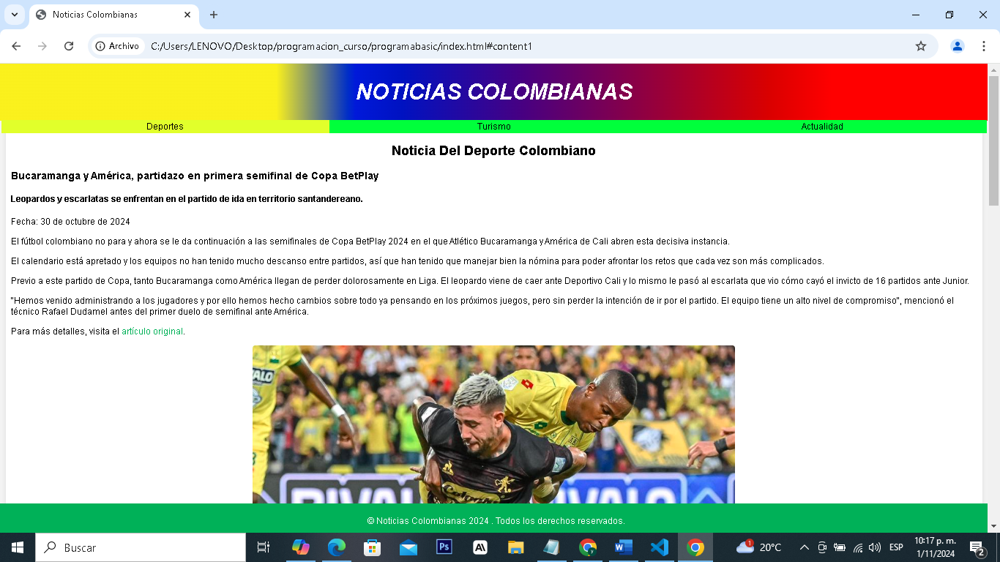 Noticias Colombianas
Archivo
C:/Users/LENOVO/Desktop/programacion_curso/programabasic/index.html#content1
NOTICIAS COLOMBIANAS
Deportes
Turismo
Actualidad
Noticia Del Deporte Colombiano
Bucaramanga y América, partidazo en primera semifinal de Copa BetPlay
Leopardos y escarlatas se enfrentan en el partido de ida en territorio santandereano.
Fecha: 30 de octubre de 2024
El fútbol colombiano no para y ahora se le da continuación a las semifinales de Copa BetPlay 2024 en el que Atlético Bucaramanga y América de Cali abren esta decisiva instancia.
El calendario está apretado y los equipos no han tenido mucho descanso entre partidos, así que han tenido que manejar bien la nómina para poder afrontar los retos que cada vez son más complicados.
Previo a este partido de Copa, tanto Bucaramanga como América llegan de perder dolorosamente en Liga. El leopardo viene de caer ante Deportivo Cali y lo mismo le pasó al escarlata que vio cómo cayó el invicto de 16 partidos ante Junior.
"Hemos venido administrando a los jugadores y por ello hemos hecho cambios sobre todo ya pensando en los próximos juegos, pero sin perder la intención de ir por el partido. El equipo tiene un alto nivel de compromiso", mencionó el
técnico Rafael Dudamel antes del primer duelo de semifinal ante América.
Para más detalles, visita el artículo original.
© Noticias Colombianas 2024 . Todos los derechos reservados.
Buscar
Ps
1
20°C
ESP
10:17 p. m.
1/11/2024
2